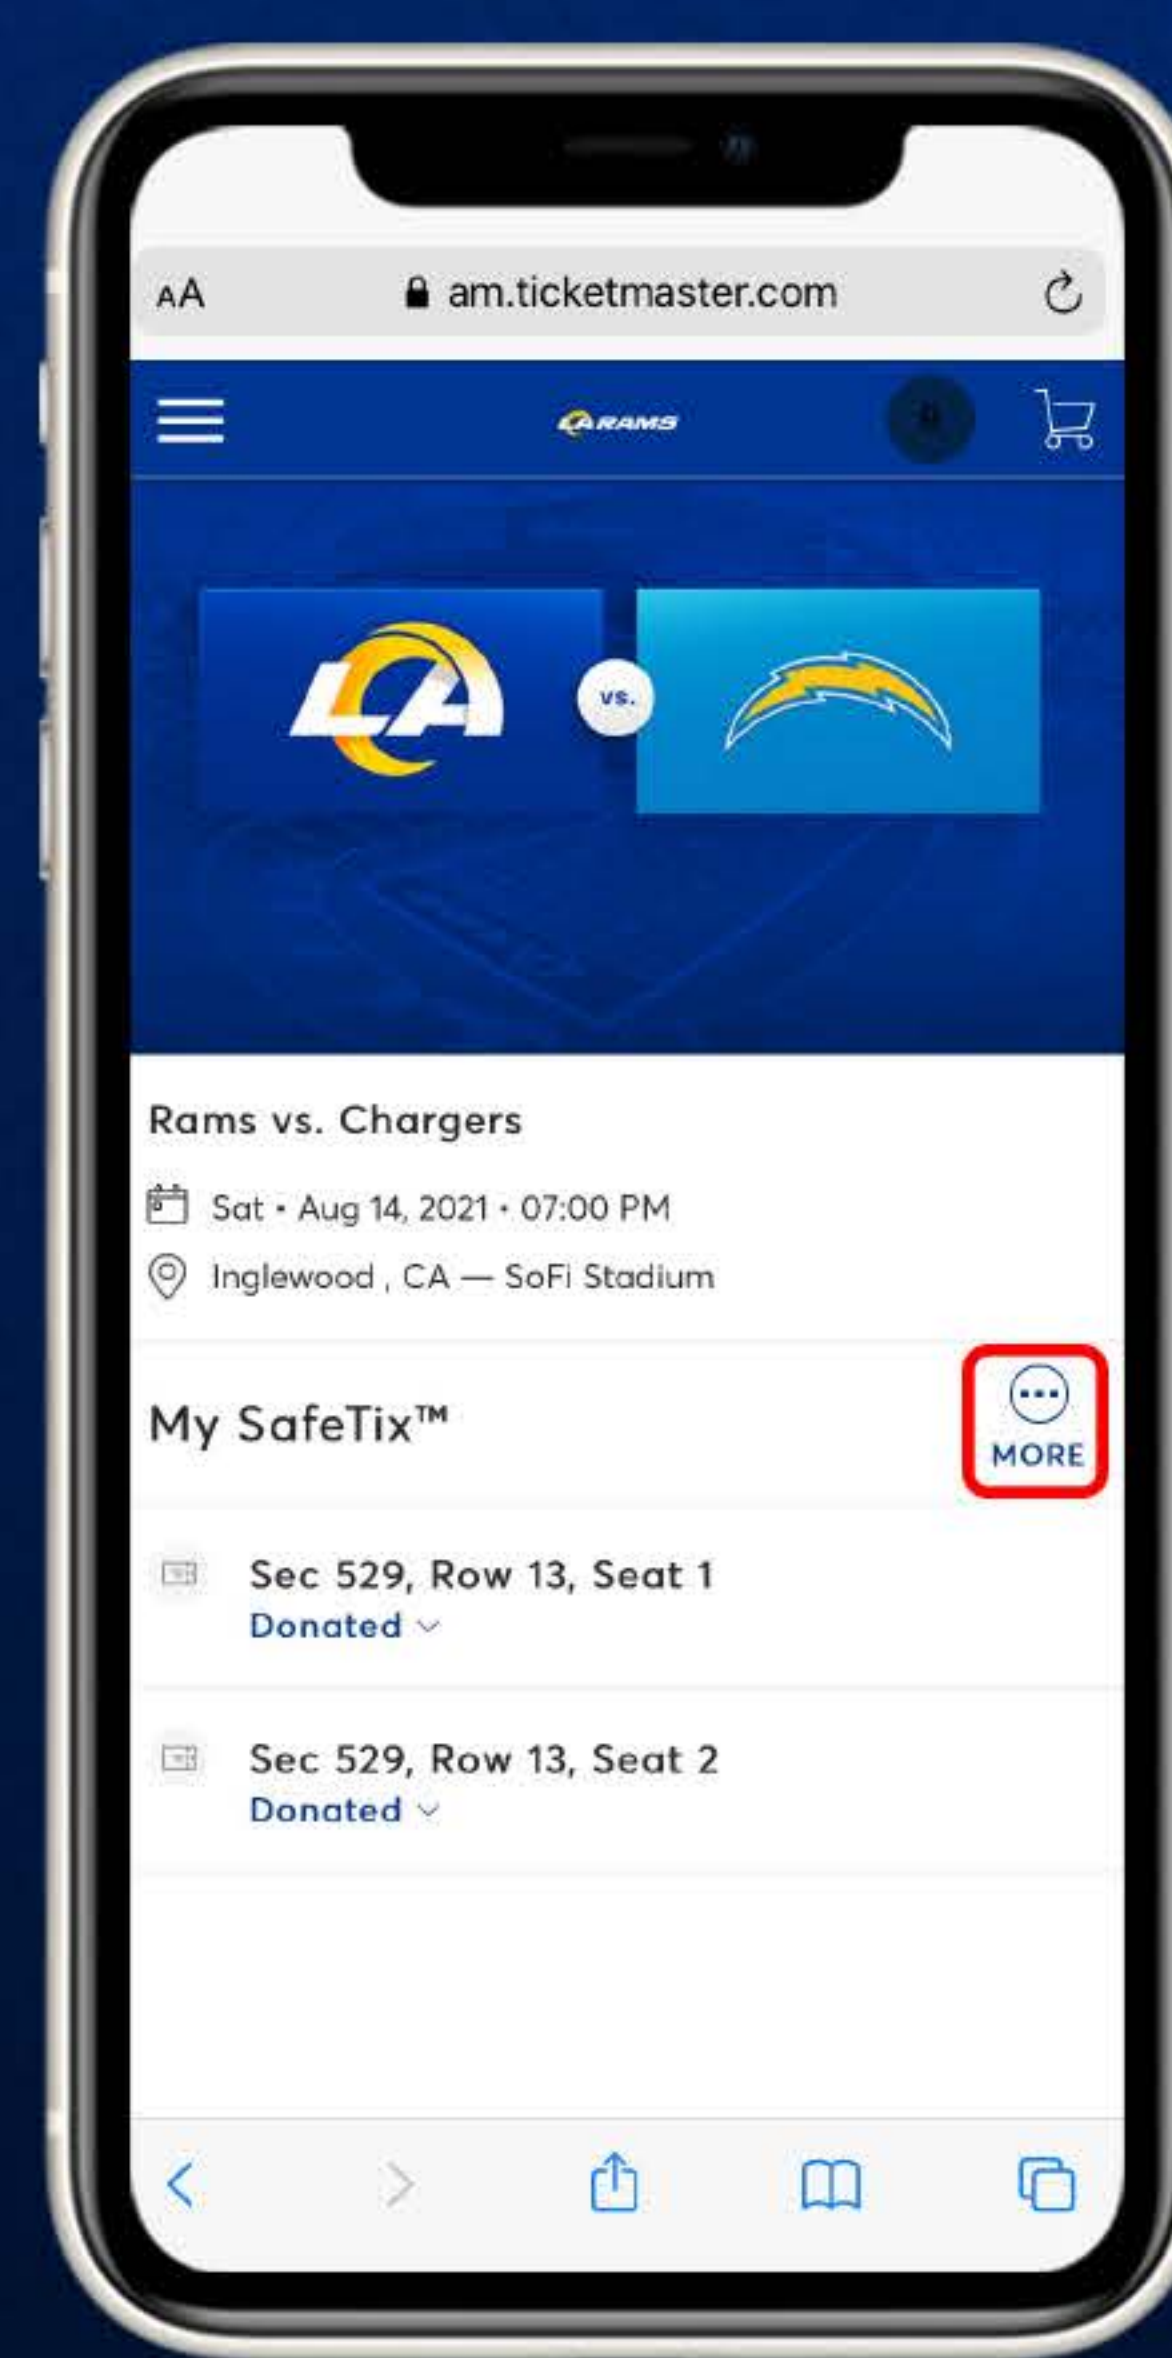 AA
am.ticketmaster.com
LA RAMS
LA
vs.
Rams vs. Chargers
Sat • Aug 14, 2021 • 07:00 PM
Inglewood , CA — SoFi Stadium
My SafeTix™
MORE
Sec 529, Row 13, Seat 1
Donated
Sec 529, Row 13, Seat 2
Donated